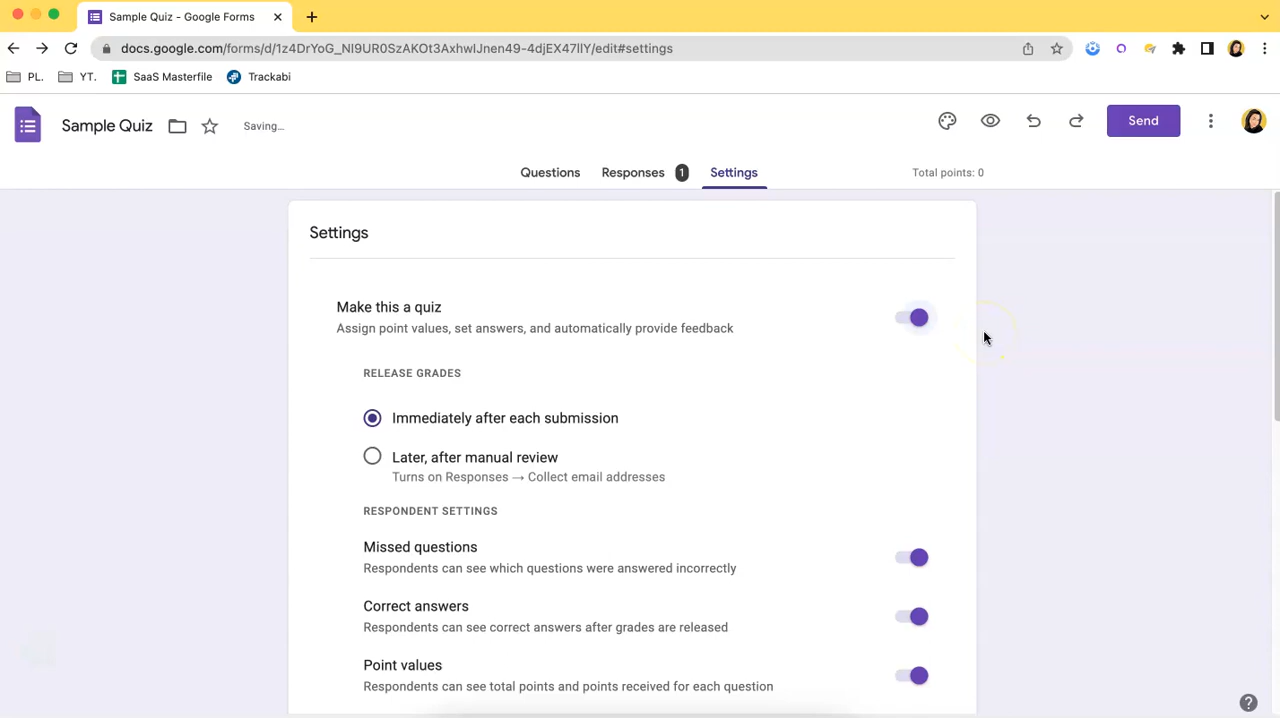 Sample Quiz - Google Forms
docs.google.com/forms/d/1z4DrYoG_NI9UR0SzAKOt3AxhwIJnen49-4djEX47IlY/edit#settings
PL. YT. SaaS Masterfile Trackabi
Sample Quiz Saving... Send
Questions Responses 1 Settings Total points: 0
Settings
Make this a quiz
Assign point values, set answers, and automatically provide feedback
RELEASE GRADES
Immediately after each submission
Later, after manual review
Turns on Responses → Collect email addresses
RESPONDENT SETTINGS
Missed questions
Respondents can see which questions were answered incorrectly
Correct answers
Respondents can see correct answers after grades are released
Point values
Respondents can see total points and points received for each question